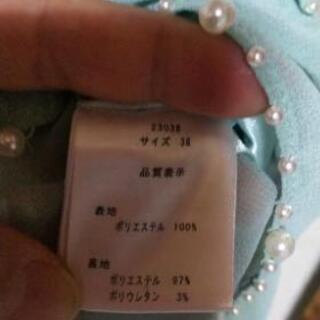 23038
サイズ 38
品質表示
表地
ポリエステル 100%
裏地
ポリエステル 97%
ポリウレタン 3%